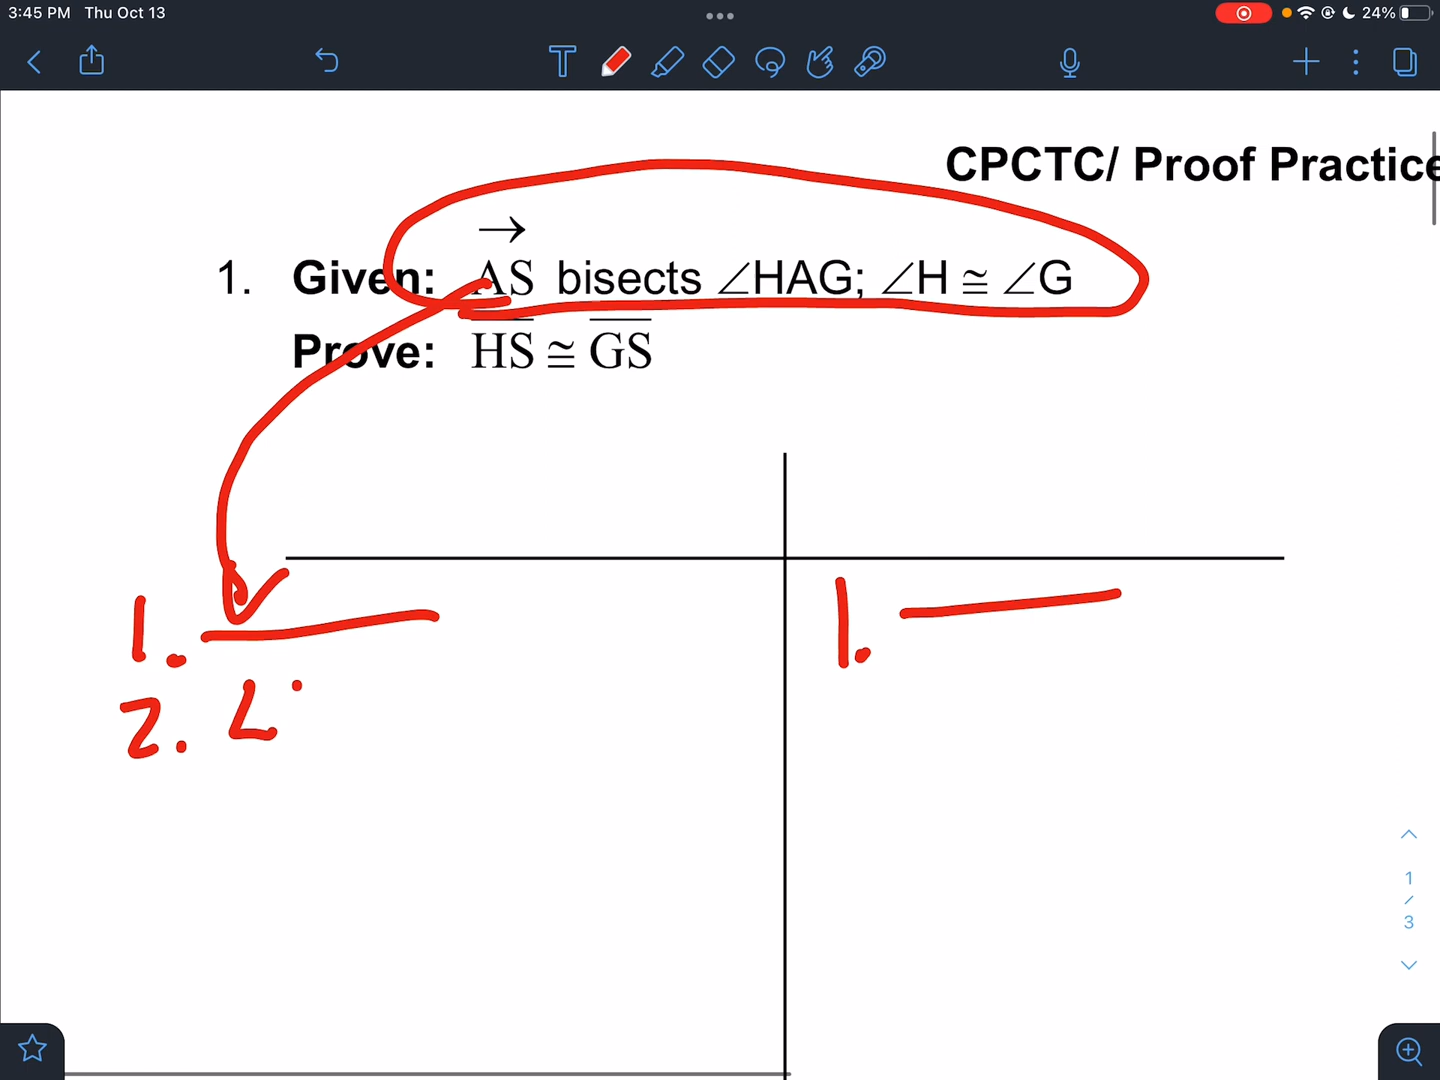 3:45 PM Thu Oct 13
24%
CPCTC/ Proof Practice
1. Given: AS bisects ∠HAG; ∠H ≅ ∠G
Prove: HS ≅ GS
1.
1.
2. ∠
1
/
3